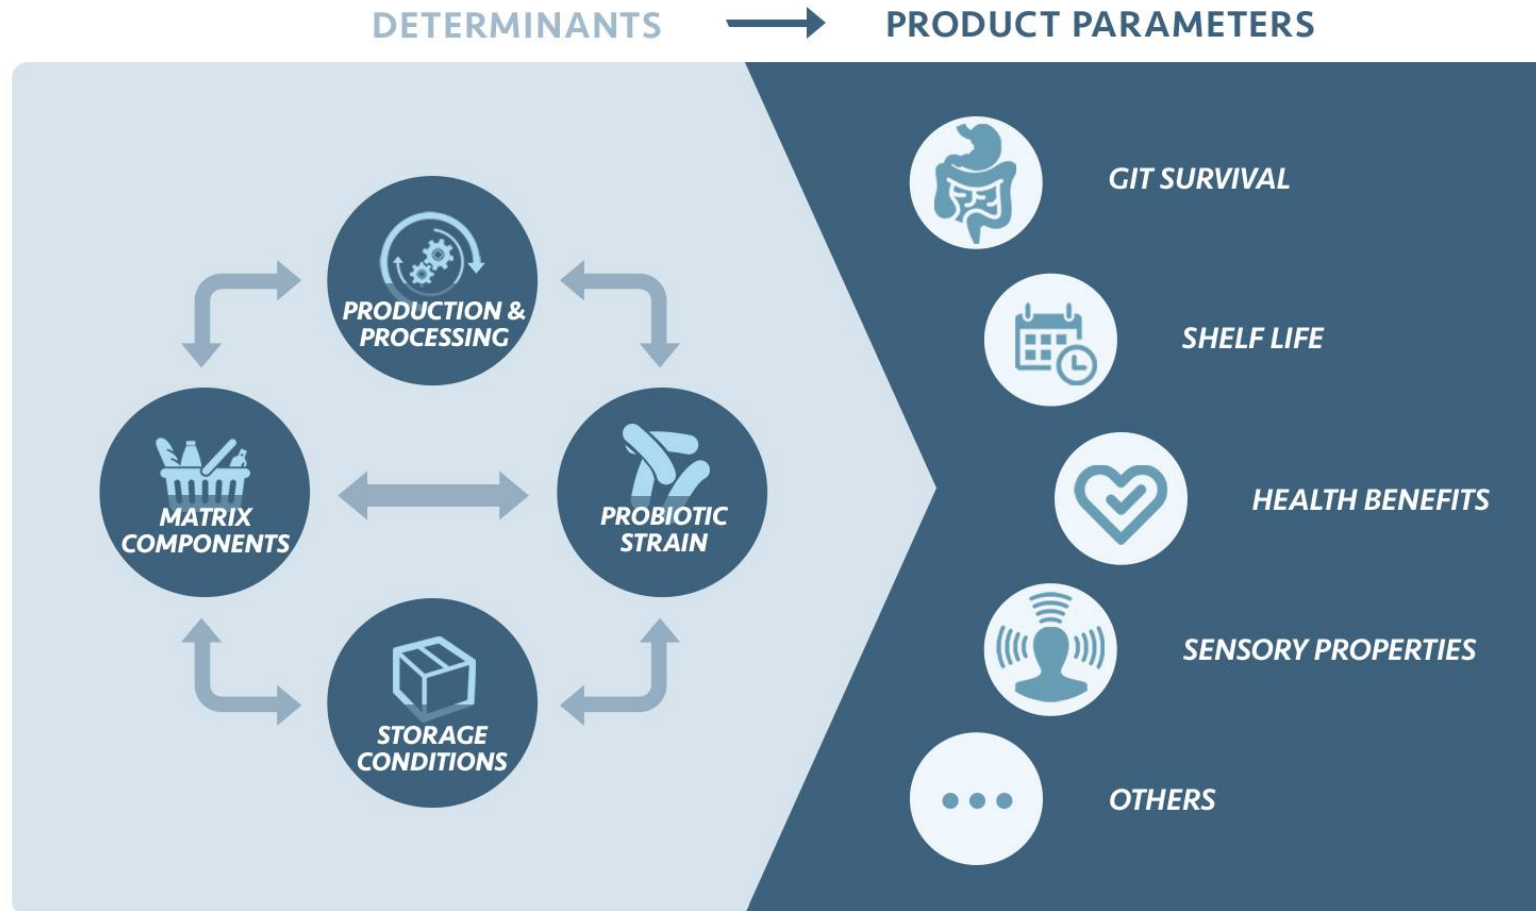 DETERMINANTS
PRODUCT PARAMETERS
PRODUCTION &
PROCESSING
MATRIX
COMPONENTS
PROBIOTIC
STRAIN
STORAGE
CONDITIONS
GIT SURVIVAL
SHELF LIFE
HEALTH BENEFITS
SENSORY PROPERTIES
OTHERS